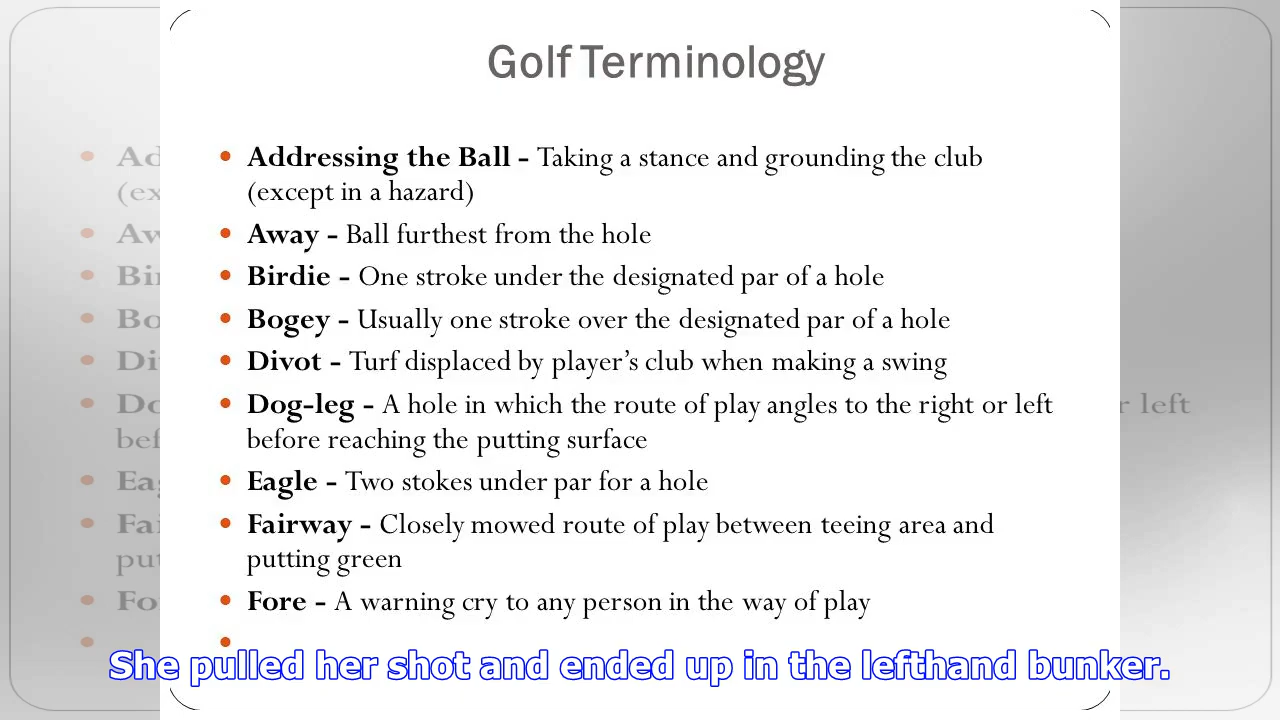 Golf Terminology
• Addressing the Ball - Taking a stance and grounding the club
(except in a hazard)
• Away - Ball furthest from the hole
• Birdie - One stroke under the designated par of a hole
• Bogey - Usually one stroke over the designated par of a hole
• Divot - Turf displaced by player’s club when making a swing
• Dog-leg - A hole in which the route of play angles to the right or left
before reaching the putting surface
• Eagle - Two stokes under par for a hole
• Fairway - Closely mowed route of play between teeing area and
putting green
• Fore - A warning cry to any person in the way of play
•
She pulled her shot and ended up in the lefthand bunker.